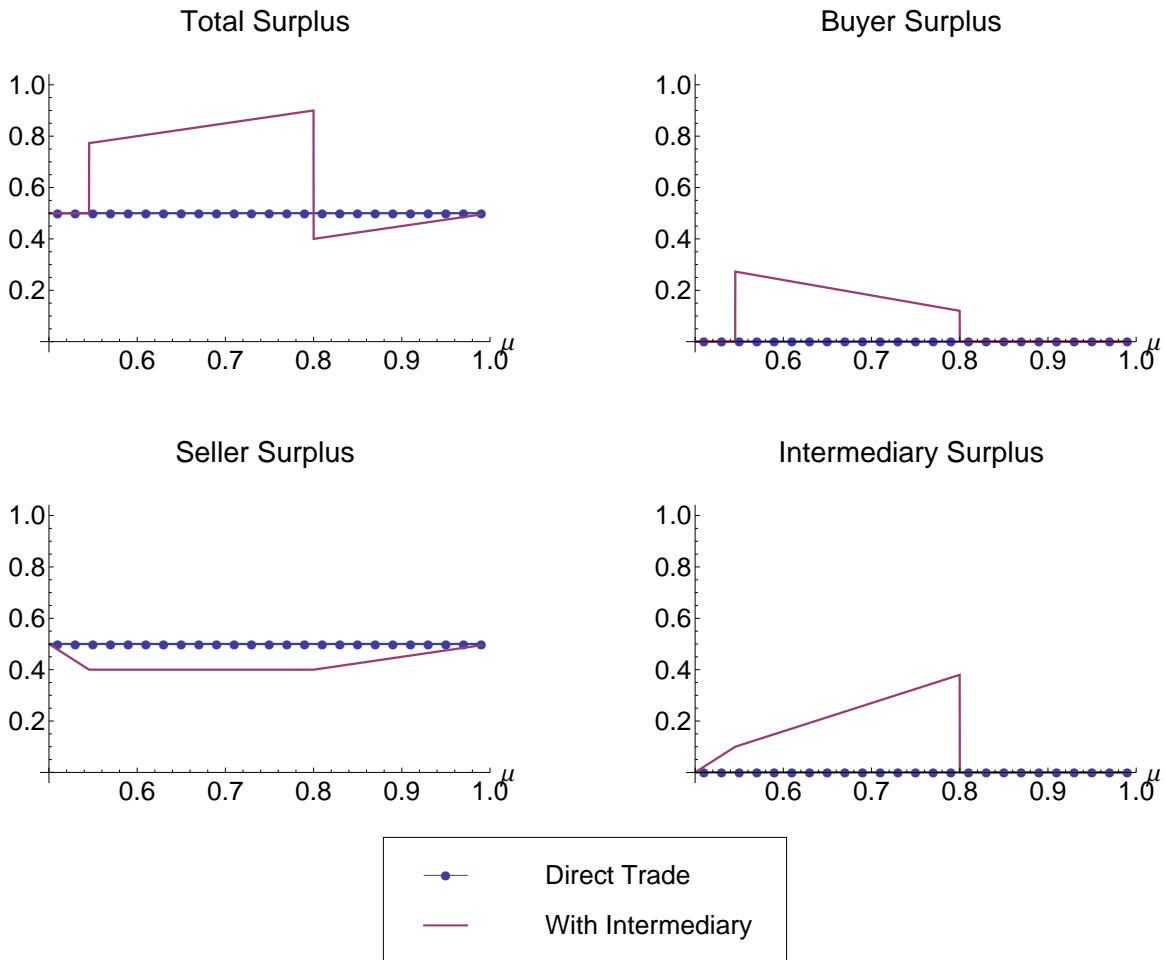 Total Surplus
1.0
0.8
0.6
0.4
0.2
0.6 0.7 0.8 0.9 1.0 μ
Buyer Surplus
1.0
0.8
0.6
0.4
0.2
0.6 0.7 0.8 0.9 1.0 μ
Seller Surplus
1.0
0.8
0.6
0.4
0.2
0.6 0.7 0.8 0.9 1.0 μ
Intermediary Surplus
1.0
0.8
0.6
0.4
0.2
0.6 0.7 0.8 0.9 1.0 μ
Direct Trade
With Intermediary